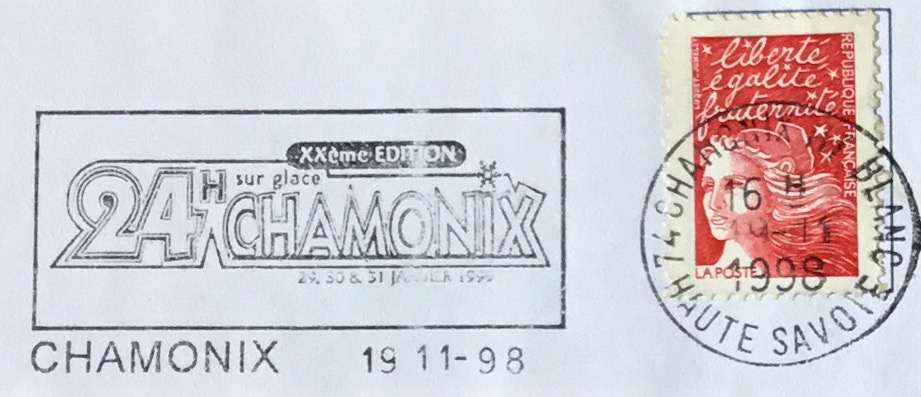 XXème EDITION
24H sur glace
CHAMONIX
29, 30 & 31 JANVIER 1999
CHAMONIX 19 11-98
liberté
égalité
fraternité
RÉPUBLIQUE FRANÇAISE
LA POSTE
74 CHAMONIX MT BLANC
16 H
19-11
1998
HAUTE SAVOIE